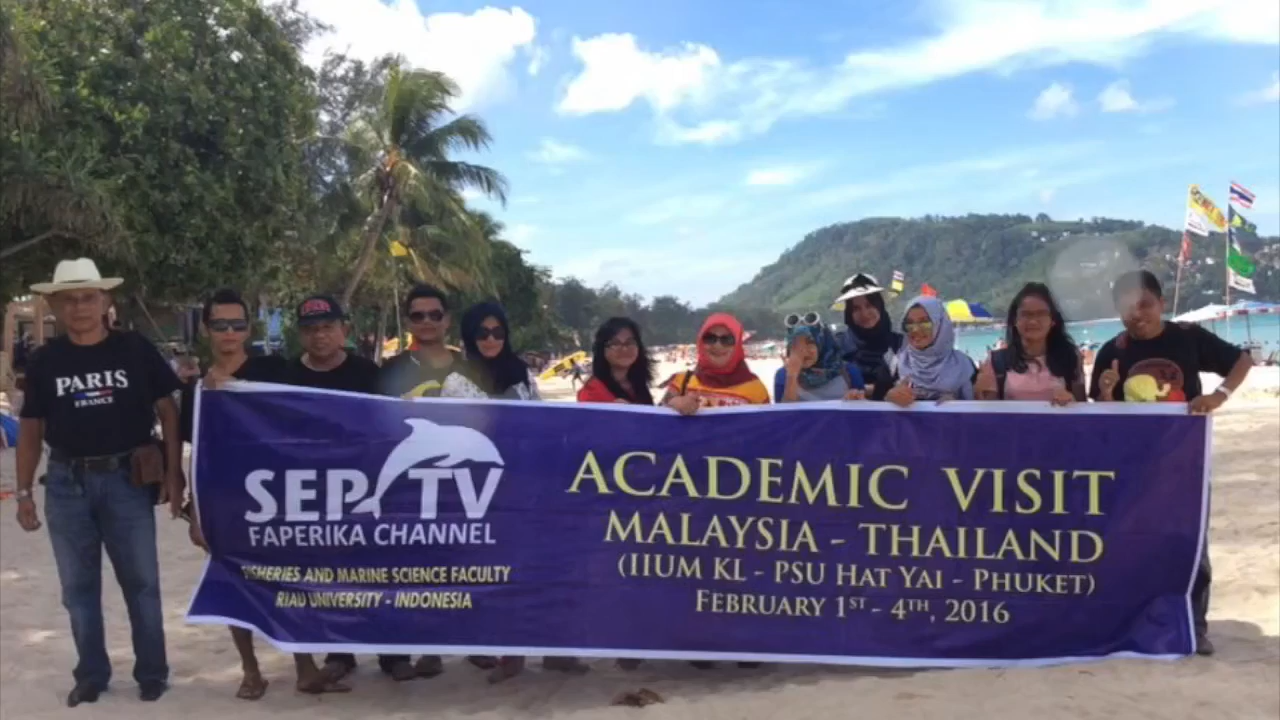 PARIS
FRANCE
SEP TV
FAPERIKA CHANNEL
FISHERIES AND MARINE SCIENCE FACULTY
RIAU UNIVERSITY - INDONESIA
ACADEMIC VISIT
MALAYSIA - THAILAND
(IIUM KL - PSU HAT YAI - PHUKET)
FEBRUARY 1ST - 4TH, 2016